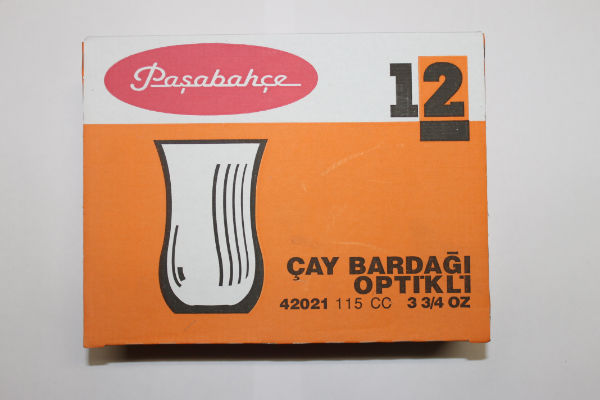 Paşabahçe
12
ÇAY BARDAĞI
OPTİKLİ
42021 115 CC 3 3/4 OZ